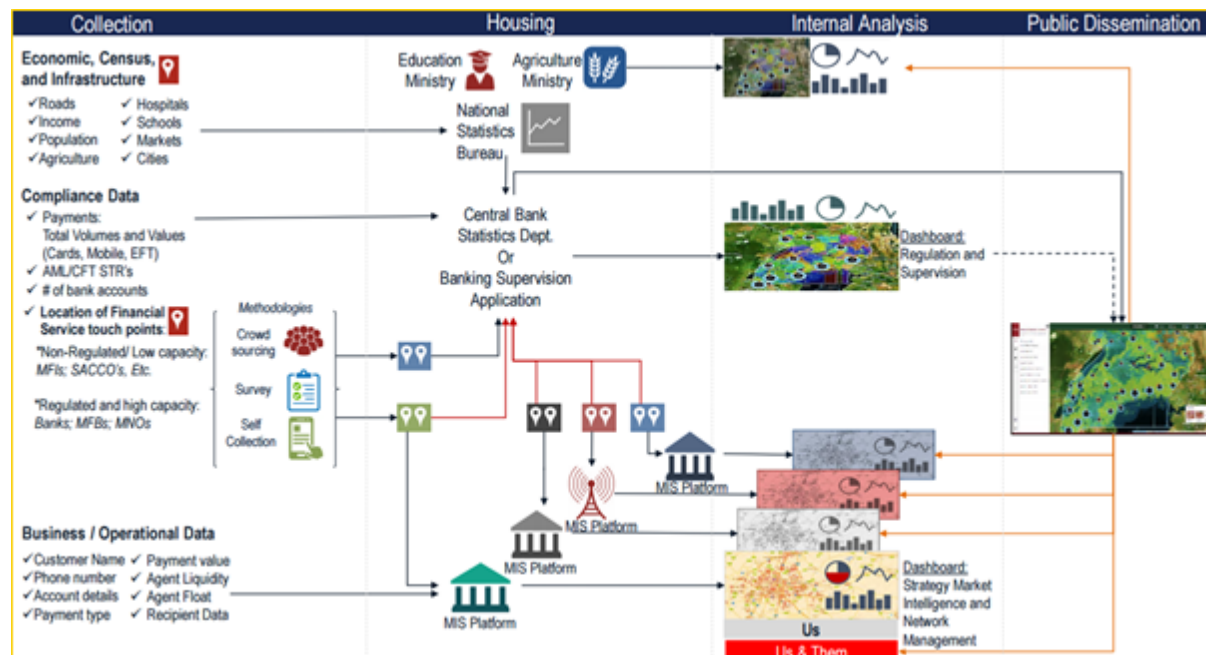 Collection
Housing
Internal Analysis
Public Dissemination
Economic, Census,
and Infrastructure
✓Roads
✓Income
✓Population
✓Agriculture
✓ Hospitals
✓ Schools
✓ Markets
✓ Cities
Compliance Data
✓ Payments:
Total Volumes and Values
(Cards, Mobile, EFT)
✓ AML/CFT STR's
✓ # of bank accounts
✓ Location of Financial
Service touch points:
*Non-Regulated/ Low capacity:
MFIs; SACCO's, Etc.
*Regulated and high capacity:
Banks; MFBs; MNOs
Methodologies
Crowd
sourcing
Survey
Self
Collection
Business / Operational Data
✓Customer Name
✓Phone number
✓Account details
✓Payment type
✓ Payment value
✓ Agent Liquidity
✓ Agent Float
✓ Recipient Data
Education
Ministry
Agriculture
Ministry
National
Statistics
Bureau
Central Bank
Statistics Dept.
Or
Banking Supervision
Application
MIS Platform
MIS Platform
MIS Platform
MIS Platform
Dashboard:
Regulation and
Supervision
Dashboard:
Strategy Market
Intelligence and
Network
Management
Us
Us & Them